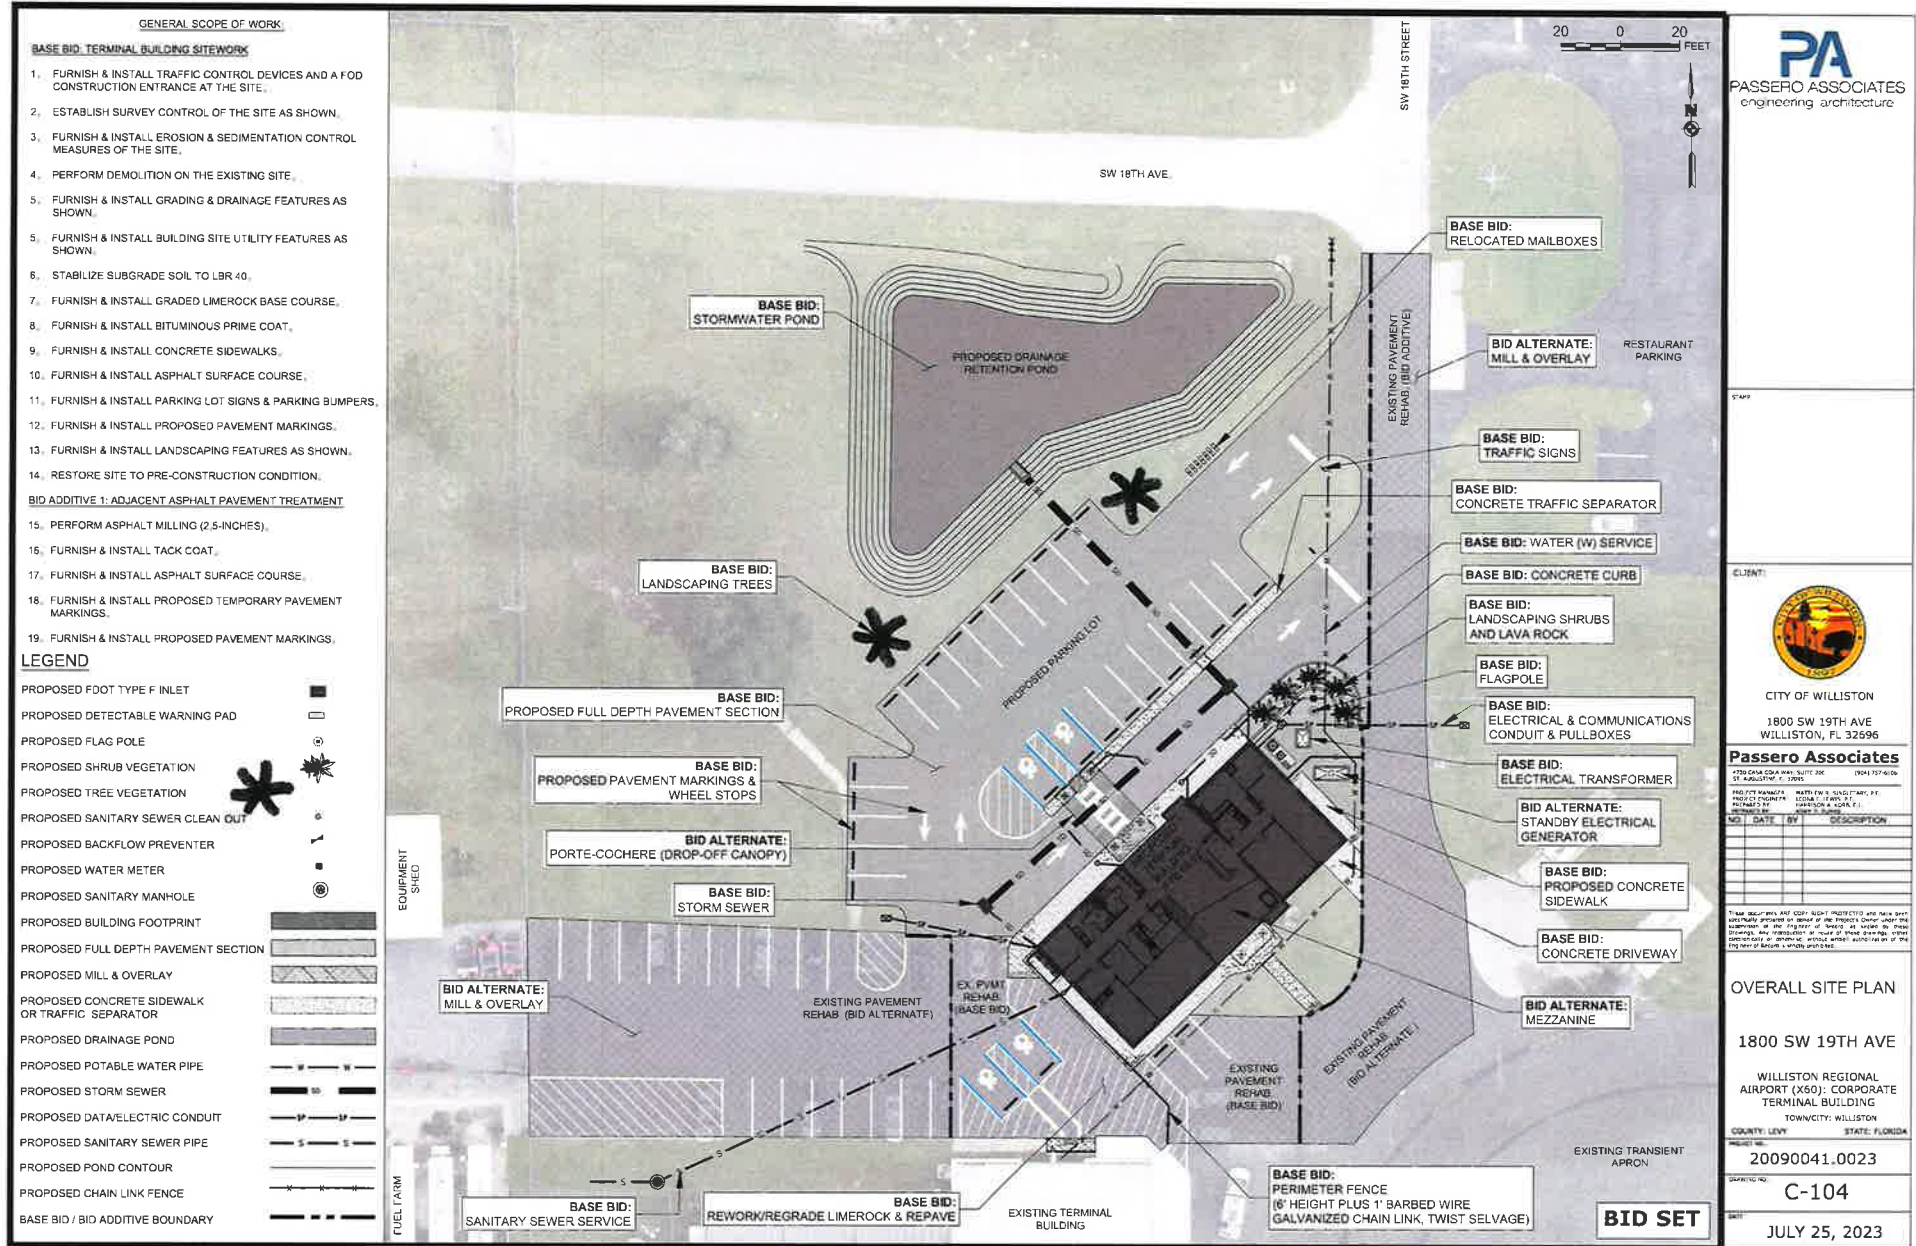 GENERAL SCOPE OF WORK:
BASE BID: TERMINAL BUILDING SITEWORK
1. FURNISH & INSTALL TRAFFIC CONTROL DEVICES AND A FOD
CONSTRUCTION ENTRANCE AT THE SITE.
2. ESTABLISH SURVEY CONTROL OF THE SITE AS SHOWN.
3. FURNISH & INSTALL EROSION & SEDIMENTATION CONTROL
MEASURES OF THE SITE.
4. PERFORM DEMOLITION ON THE EXISTING SITE.
5. FURNISH & INSTALL GRADING & DRAINAGE FEATURES AS
SHOWN.
5. FURNISH & INSTALL BUILDING SITE UTILITY FEATURES AS
SHOWN.
6. STABILIZE SUBGRADE SOIL TO LBR 40.
7. FURNISH & INSTALL GRADED LIMEROCK BASE COURSE.
8. FURNISH & INSTALL BITUMINOUS PRIME COAT.
9. FURNISH & INSTALL CONCRETE SIDEWALKS.
10. FURNISH & INSTALL ASPHALT SURFACE COURSE.
11. FURNISH & INSTALL PARKING LOT SIGNS & PARKING BUMPERS.
12. FURNISH & INSTALL PROPOSED PAVEMENT MARKINGS.
13. FURNISH & INSTALL LANDSCAPING FEATURES AS SHOWN.
14. RESTORE SITE TO PRE-CONSTRUCTION CONDITION.
BID ADDITIVE 1: ADJACENT ASPHALT PAVEMENT TREATMENT
15. PERFORM ASPHALT MILLING (2.5-INCHES).
16. FURNISH & INSTALL TACK COAT.
17. FURNISH & INSTALL ASPHALT SURFACE COURSE.
18. FURNISH & INSTALL PROPOSED TEMPORARY PAVEMENT
MARKINGS.
19. FURNISH & INSTALL PROPOSED PAVEMENT MARKINGS.
LEGEND
PROPOSED FDOT TYPE F INLET
PROPOSED DETECTABLE WARNING PAD
PROPOSED FLAG POLE
PROPOSED SHRUB VEGETATION
PROPOSED TREE VEGETATION
PROPOSED SANITARY SEWER CLEAN OUT
PROPOSED BACKFLOW PREVENTER
PROPOSED WATER METER
PROPOSED SANITARY MANHOLE
PROPOSED BUILDING FOOTPRINT
PROPOSED FULL DEPTH PAVEMENT SECTION
PROPOSED MILL & OVERLAY
PROPOSED CONCRETE SIDEWALK
OR TRAFFIC SEPARATOR
PROPOSED DRAINAGE POND
PROPOSED POTABLE WATER PIPE W W
PROPOSED STORM SEWER SD
PROPOSED DATA/ELECTRIC CONDUIT SP SP
PROPOSED SANITARY SEWER PIPE S S
PROPOSED POND CONTOUR
PROPOSED CHAIN LINK FENCE X X X
BASE BID / BID ADDITIVE BOUNDARY
20 0 20
FEET
N
SW 18TH STREET
SW 18TH AVE.
BASE BID:
RELOCATED MAILBOXES
BASE BID:
STORMWATER POND
PROPOSED DRAINAGE
RETENTION POND
EXISTING PAVEMENT
REHAB (BID ADDITIVE)
BID ALTERNATE:
MILL & OVERLAY
RESTAURANT
PARKING
BASE BID:
TRAFFIC SIGNS
BASE BID:
CONCRETE TRAFFIC SEPARATOR
BASE BID: WATER (W) SERVICE
BASE BID: CONCRETE CURB
BASE BID:
LANDSCAPING TREES
BASE BID:
LANDSCAPING SHRUBS
AND LAVA ROCK
PROPOSED PARKING LOT
BASE BID:
FLAGPOLE
BASE BID:
PROPOSED FULL DEPTH PAVEMENT SECTION
BASE BID:
ELECTRICAL & COMMUNICATIONS
CONDUIT & PULLBOXES
BASE BID:
PROPOSED PAVEMENT MARKINGS &
WHEEL STOPS
BASE BID:
ELECTRICAL TRANSFORMER
BID ALTERNATE:
STANDBY ELECTRICAL
GENERATOR
BID ALTERNATE:
PORTE-COCHERE (DROP-OFF CANOPY)
EQUIPMENT
SHED
BASE BID:
PROPOSED CONCRETE
SIDEWALK
BASE BID:
STORM SEWER
BASE BID:
CONCRETE DRIVEWAY
BID ALTERNATE:
MILL & OVERLAY
EXISTING PAVEMENT
REHAB (BID ALTERNATE)
EX. PVMT
REHAB
(BASE BID)
BID ALTERNATE:
MEZZANINE
EXISTING PAVEMENT
REHAB
(BID ALTERNATE)
EXISTING
PAVEMENT
REHAB
(BASE BID)
EXISTING TRANSIENT
APRON
FUEL FARM
BASE BID:
SANITARY SEWER SERVICE
BASE BID:
REWORK/REGRADE LIMEROCK & REPAVE
EXISTING TERMINAL
BUILDING
BASE BID:
PERIMETER FENCE
(6' HEIGHT PLUS 1' BARBED WIRE
GALVANIZED CHAIN LINK, TWIST SELVAGE)
BID SET
PA
PASSERO ASSOCIATES
engineering architecture
STAMP
CLIENT:
CITY OF WILLISTON
1800 SW 19TH AVE
WILLISTON, FL 32696
Passero Associates
NO. DATE BY DESCRIPTION
OVERALL SITE PLAN
1800 SW 19TH AVE
WILLISTON REGIONAL
AIRPORT (X60): CORPORATE
TERMINAL BUILDING
TOWN/CITY: WILLISTON
COUNTY: LEVY STATE: FLORIDA
PROJECT NO.
20090041.0023
DRAWING NO.
C-104
DATE
JULY 25, 2023